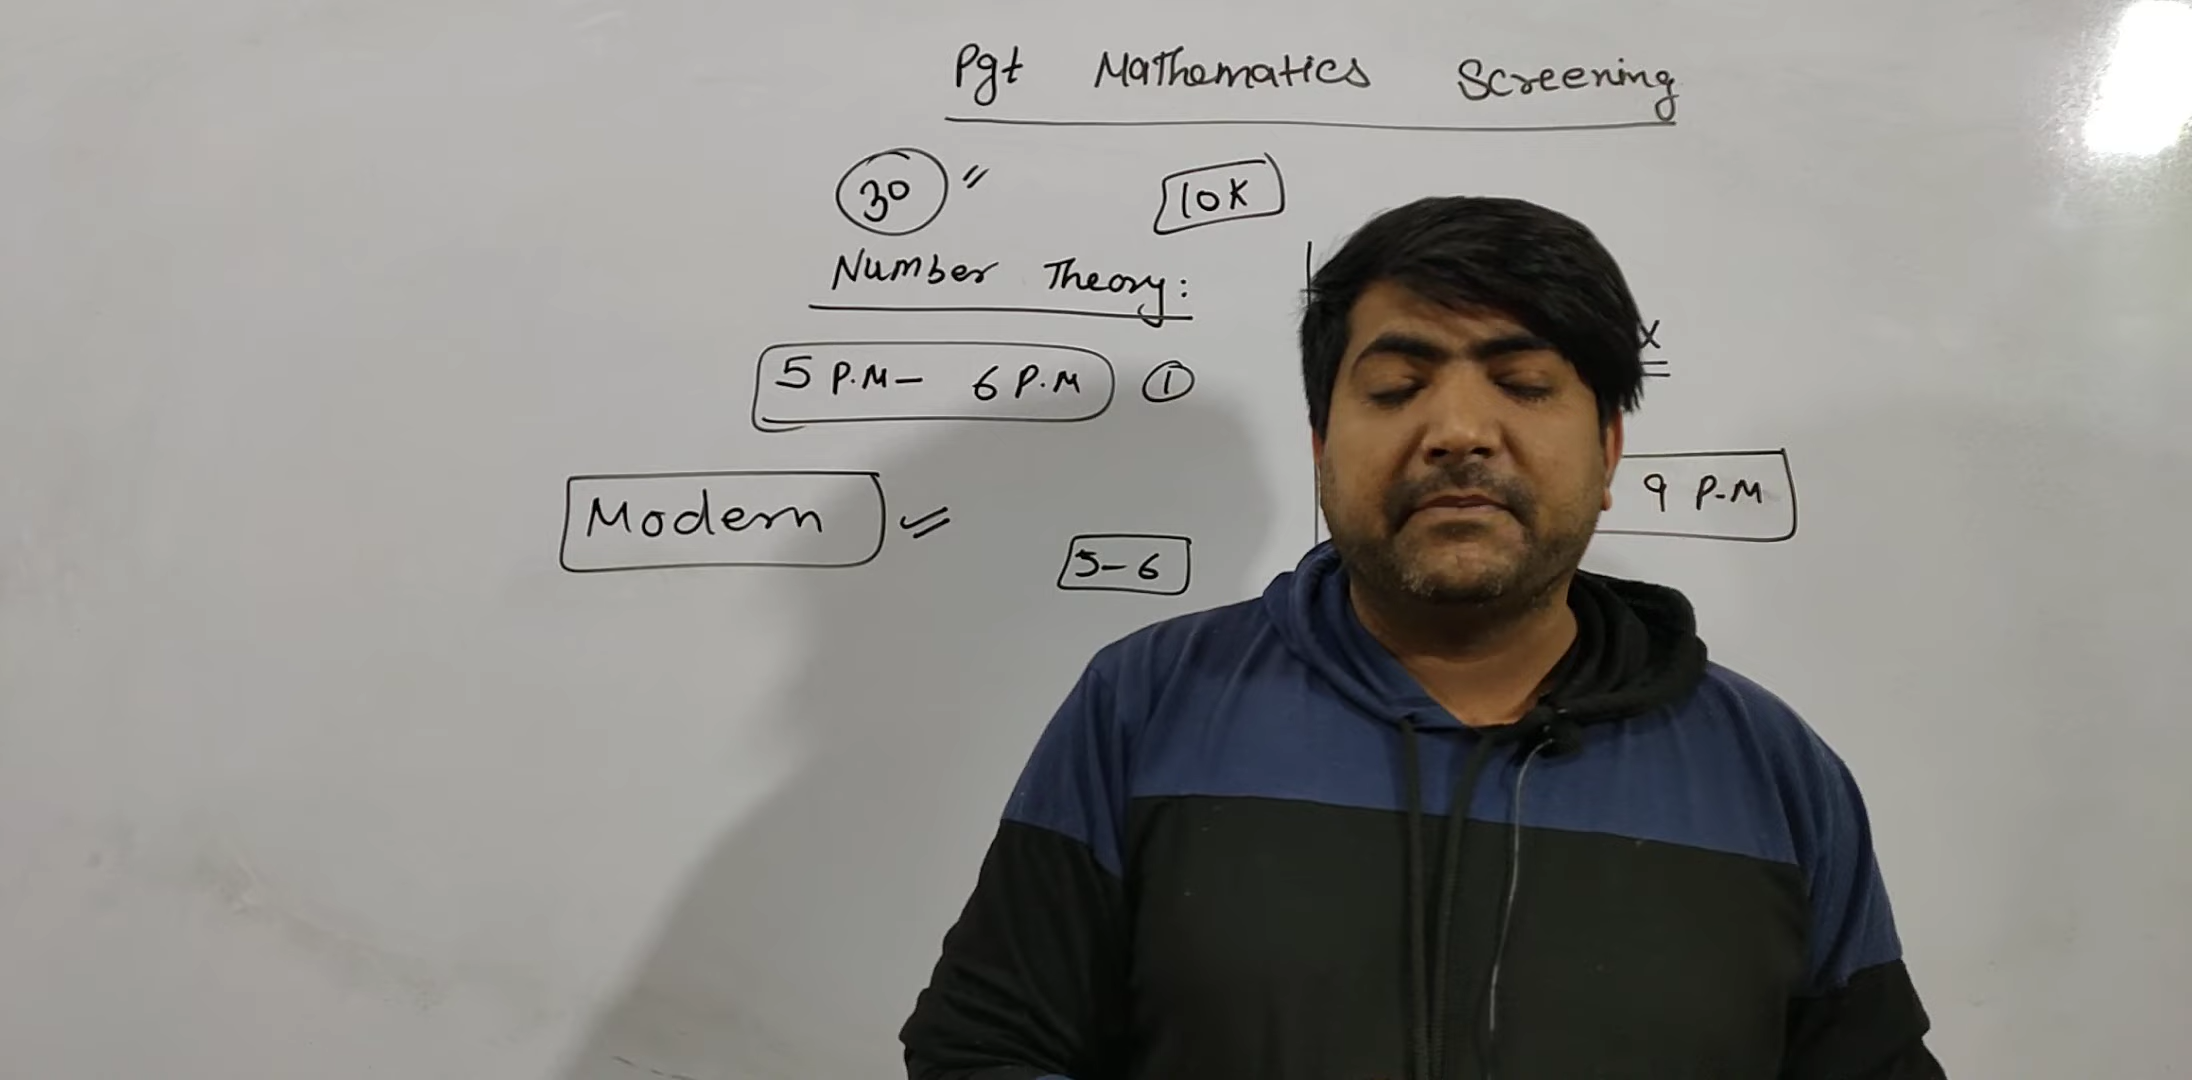 Pgt Mathematics Screening
30 10K
Number Theory:
x
5 P.M - 6 P.M 1
9 P-M
Modern
5-6